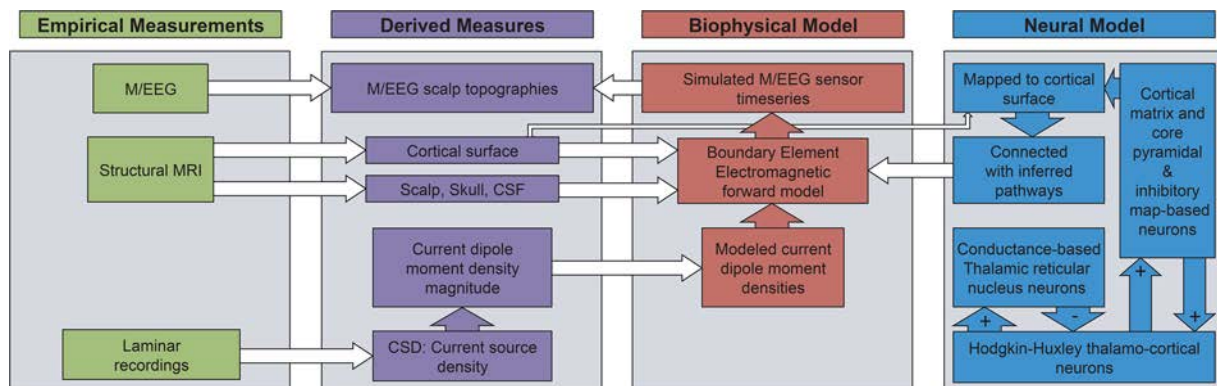 Empirical Measurements
Derived Measures
Biophysical Model
Neural Model
M/EEG
M/EEG scalp topographies
Simulated M/EEG sensor
timeseries
Mapped to cortical
surface
Cortical
matrix and
core
pyramidal
&
inhibitory
map-based
neurons
Structural MRI
Cortical surface
Scalp, Skull, CSF
Boundary Element
Electromagnetic
forward model
Connected
with inferred
pathways
Current dipole
moment density
magnitude
Modeled current
dipole moment
densities
Conductance-based
Thalamic reticular
nucleus neurons
+
-
+
+
Laminar
recordings
CSD: Current source
density
Hodgkin-Huxley thalamo-cortical
neurons